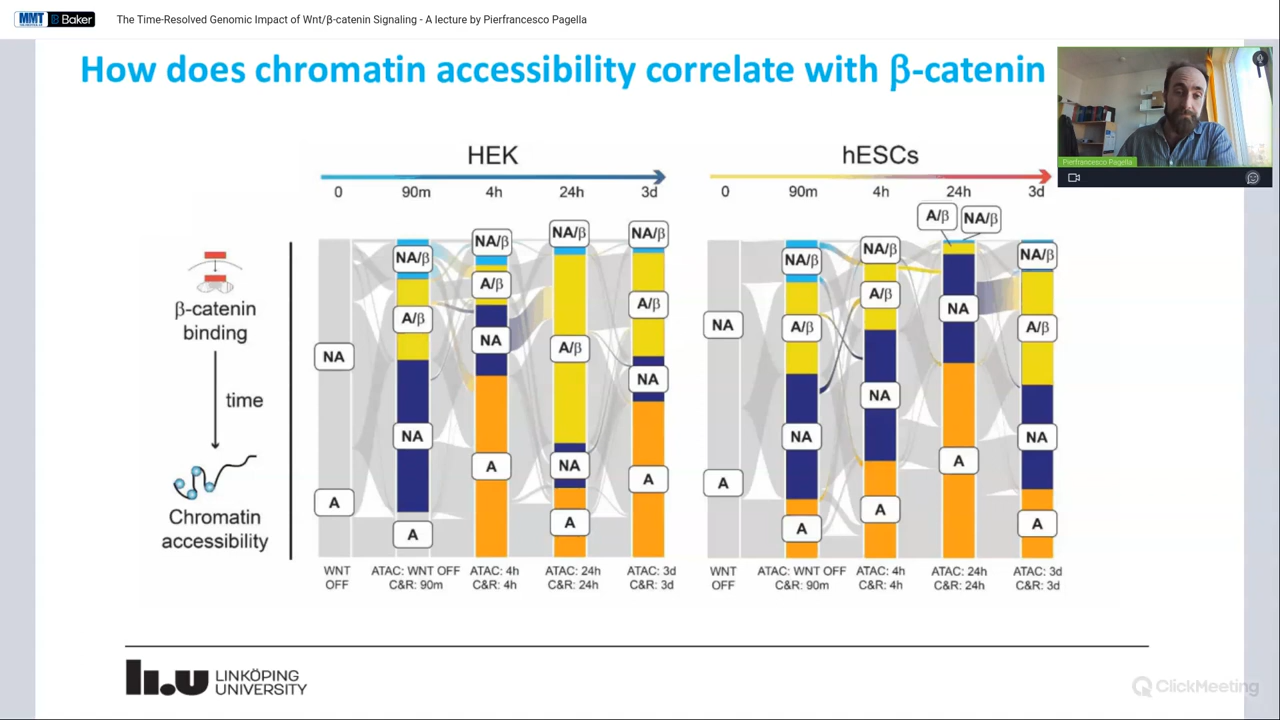 MMT Baker The Time-Resolved Genomic Impact of Wnt/β-catenin Signaling - A lecture by Pierfrancesco Pagella
How does chromatin accessibility correlate with β-catenin
Pierfrancesco Pagella
HEK
hESCs
0 90m 4h 24h 3d
0 90m 4h 24h 3d
β-catenin
binding
time
Chromatin
accessibility
NA
A
NA/β
A/β
NA
A
NA/β
A/β
NA
A
NA/β
A/β
NA
A
NA/β
A/β
NA
A
NA
A
NA/β
A/β
NA
A
NA/β
A/β
NA
A
A/β NA/β
NA
A
NA/β
A/β
NA
A
WNT ATAC: WNT OFF ATAC: 4h ATAC: 24h ATAC: 3d
OFF C&R: 90m C&R: 4h C&R: 24h C&R: 3d
WNT ATAC: WNT OFF ATAC: 4h ATAC: 24h ATAC: 3d
OFF C&R: 90m C&R: 4h C&R: 24h C&R: 3d
li.u LINKÖPING
UNIVERSITY
ClickMeeting